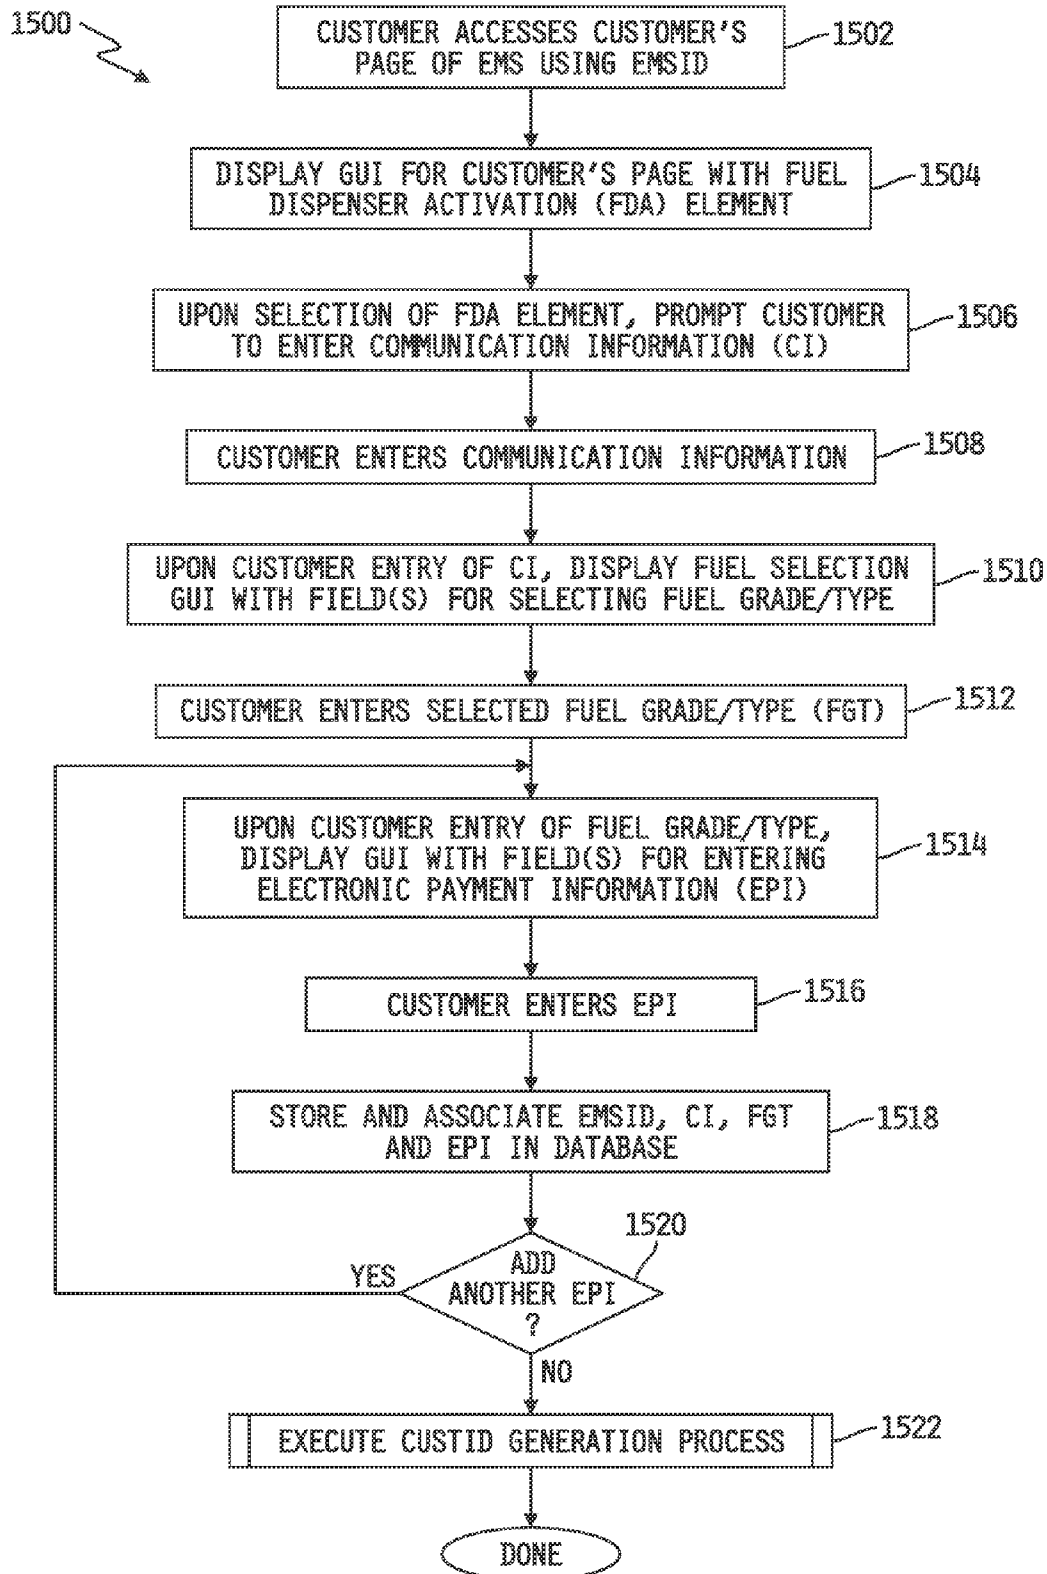 1500
CUSTOMER ACCESSES CUSTOMER'S
PAGE OF EMS USING EMSID
1502
DISPLAY GUI FOR CUSTOMER'S PAGE WITH FUEL
DISPENSER ACTIVATION (FDA) ELEMENT
1504
UPON SELECTION OF FDA ELEMENT, PROMPT CUSTOMER
TO ENTER COMMUNICATION INFORMATION (CI)
1506
CUSTOMER ENTERS COMMUNICATION INFORMATION
1508
UPON CUSTOMER ENTRY OF CI, DISPLAY FUEL SELECTION
GUI WITH FIELD(S) FOR SELECTING FUEL GRADE/TYPE
1510
CUSTOMER ENTERS SELECTED FUEL GRADE/TYPE (FGT)
1512
UPON CUSTOMER ENTRY OF FUEL GRADE/TYPE,
DISPLAY GUI WITH FIELD(S) FOR ENTERING
ELECTRONIC PAYMENT INFORMATION (EPI)
1514
CUSTOMER ENTERS EPI
1516
STORE AND ASSOCIATE EMSID, CI, FGT
AND EPI IN DATABASE
1518
1520
ADD
ANOTHER EPI
?
YES
NO
EXECUTE CUSTID GENERATION PROCESS
1522
DONE